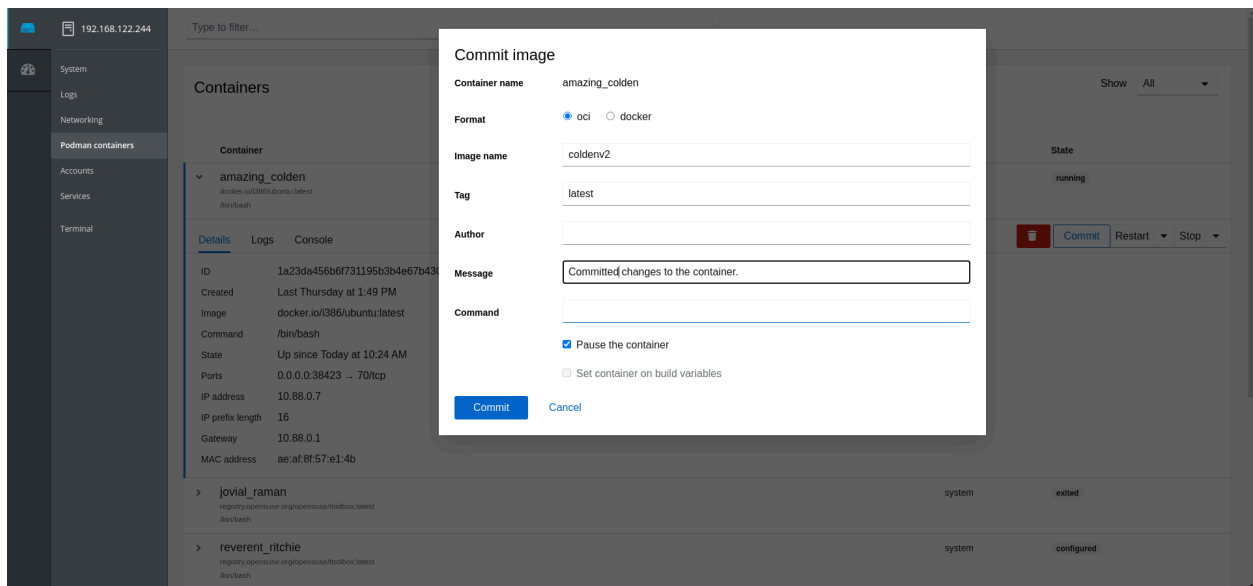 192.168.122.244
System
Logs
Networking
Podman containers
Accounts
Services
Terminal
Type to filter...
Containers
Show All
Container
State
amazing_colden
docker.io/i386/ubuntu:latest
/bin/bash
running
Details Logs Console
Commit Restart Stop
ID 1a23da456b6f731195b3b4e67b430
Created Last Thursday at 1:49 PM
Image docker.io/i386/ubuntu:latest
Command /bin/bash
State Up since Today at 10:24 AM
Ports 0.0.0.0:38423 → 70/tcp
IP address 10.88.0.7
IP prefix length 16
Gateway 10.88.0.1
MAC address ae:af:8f:57:e1:4b
jovial_raman
registry.opensuse.org/opensuse/toolbox:latest
/bin/bash
system exited
reverent_ritchie
registry.opensuse.org/opensuse/toolbox:latest
/bin/bash
system configured
Commit image
Container name amazing_colden
Format oci docker
Image name coldenv2
Tag latest
Author
Message Committed changes to the container.
Command
Pause the container
Set container on build variables
Commit Cancel